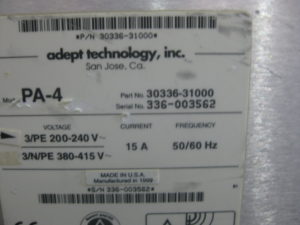 *P/N 30336-31000*
adept technology, inc.
San Jose, Ca.
PA-4
Part No. 30336-31000
Serial No. 336-003562
VOLTAGE CURRENT FREQUENCY
3/PE 200-240 V~
15 A 50/60 Hz
3/N/PE 380-415 V~
MADE IN U.S.A.
Manufactured in 1999
*S/N 336-003562*